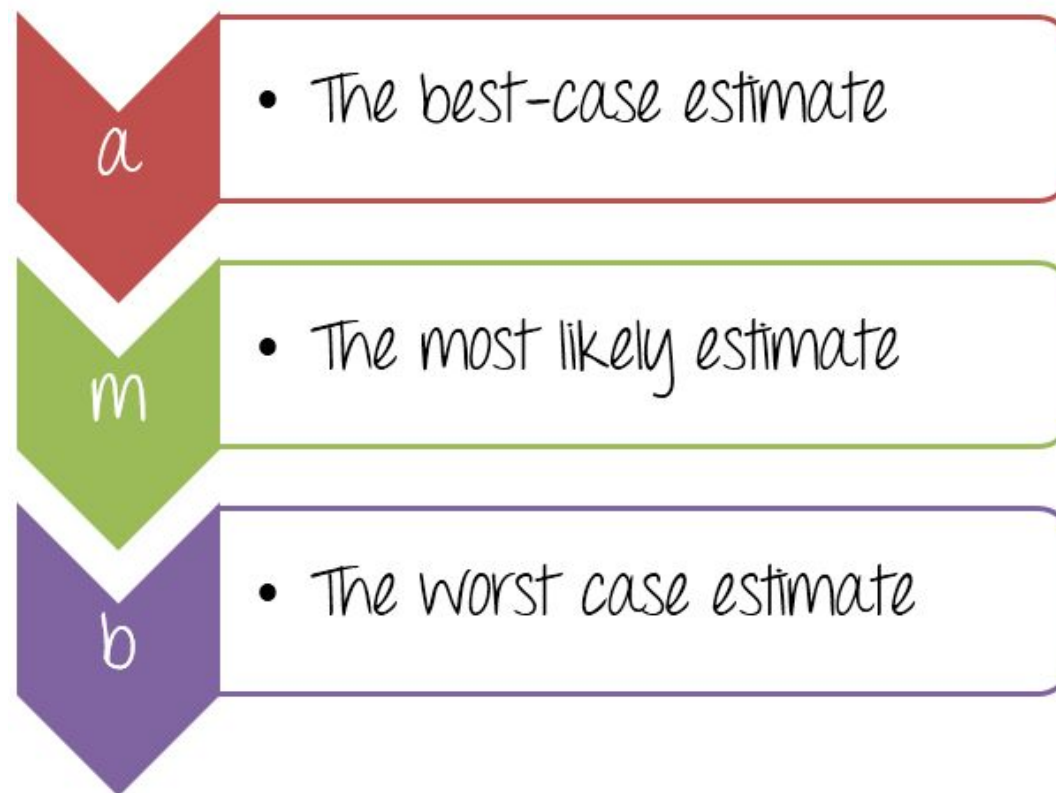 a
• The best-case estimate
m
• The most likely estimate
b
• The worst case estimate